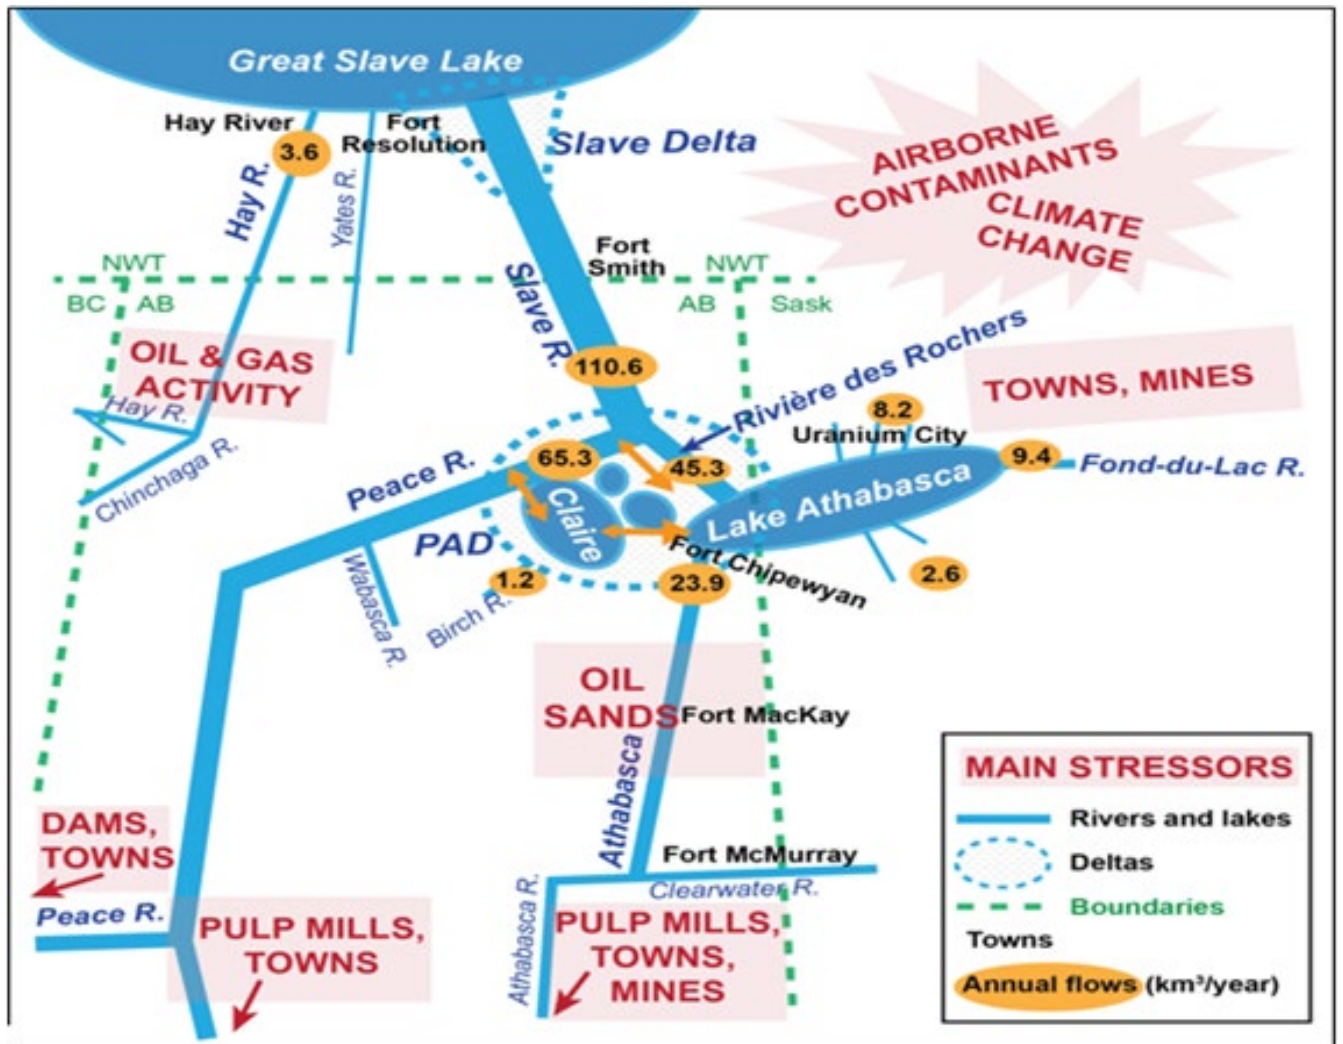 Great Slave Lake
Hay River
3.6
Fort
Resolution
Slave Delta
Hay R.
Yates R.
AIRBORNE
CONTAMINANTS
CLIMATE
CHANGE
Fort
Smith
NWT
NWT
BC
AB
AB
Sask
Slave R.
OIL & GAS
ACTIVITY
110.6
Rivière des Rochers
TOWNS, MINES
Hay R.
Chinchaga R.
8.2
Uranium City
9.4
Fond-du-Lac R.
Peace R.
65.3
45.3
Claire
Lake Athabasca
PAD
Fort Chipewyan
Wabasca R.
1.2
Birch R.
23.9
2.6
OIL
SANDS
Fort MacKay
Athabasca
DAMS,
TOWNS
Peace R.
PULP MILLS,
TOWNS
Fort McMurray
Clearwater R.
Athabasca R.
PULP MILLS,
TOWNS,
MINES
MAIN STRESSORS
Rivers and lakes
Deltas
Boundaries
Towns
Annual flows (km³/year)